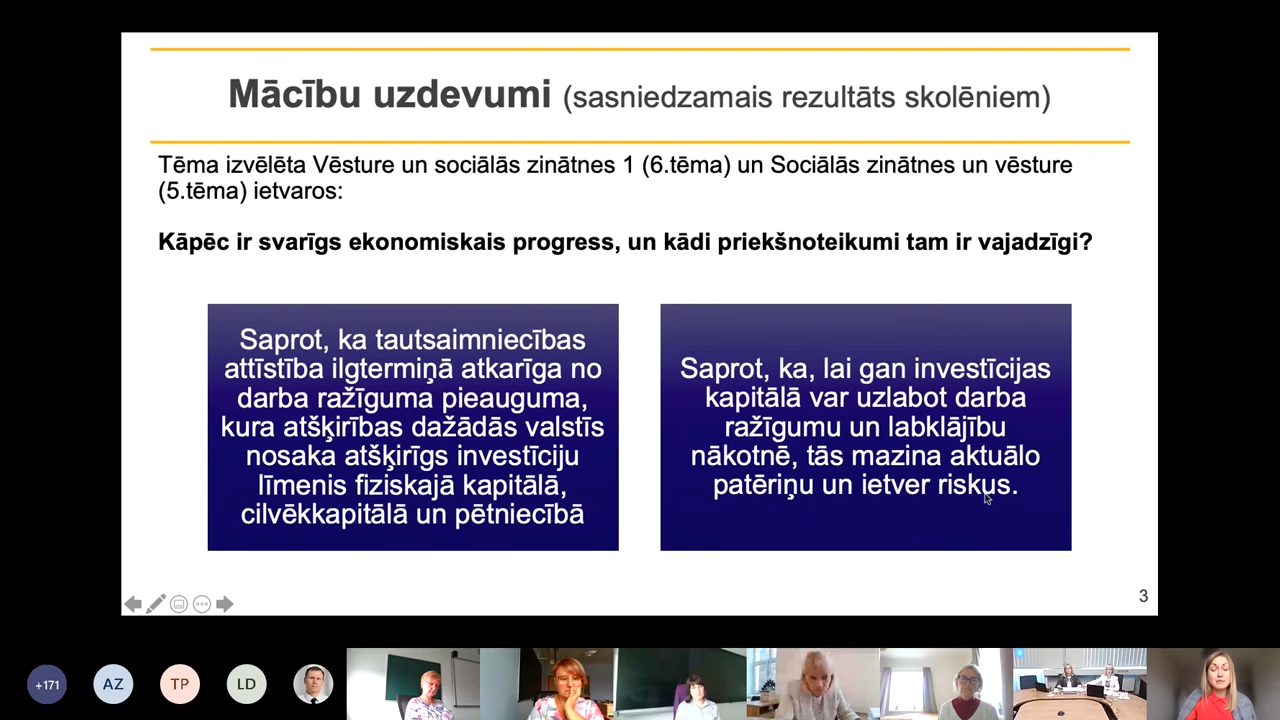 Mācību uzdevumi (sasniedzamais rezultāts skolēniem)
Tēma izvēlēta Vēsture un sociālās zinātnes 1 (6.tēma) un Sociālās zinātnes un vēsture
(5.tēma) ietvaros:
Kāpēc ir svarīgs ekonomiskais progress, un kādi priekšnoteikumi tam ir vajadzīgi?
Saprot, ka tautsaimniecības
attīstība ilgtermiņā atkarīga no
darba ražīguma pieauguma,
kura atšķirības dažādās valstīs
nosaka atšķirīgs investīciju
līmenis fiziskajā kapitālā,
cilvēkkapitālā un pētniecībā
Saprot, ka, lai gan investīcijas
kapitālā var uzlabot darba
ražīgumu un labklājību
nākotnē, tās mazina aktuālo
patēriņu un ietver riskus.
3
+171
AZ
TP
LD